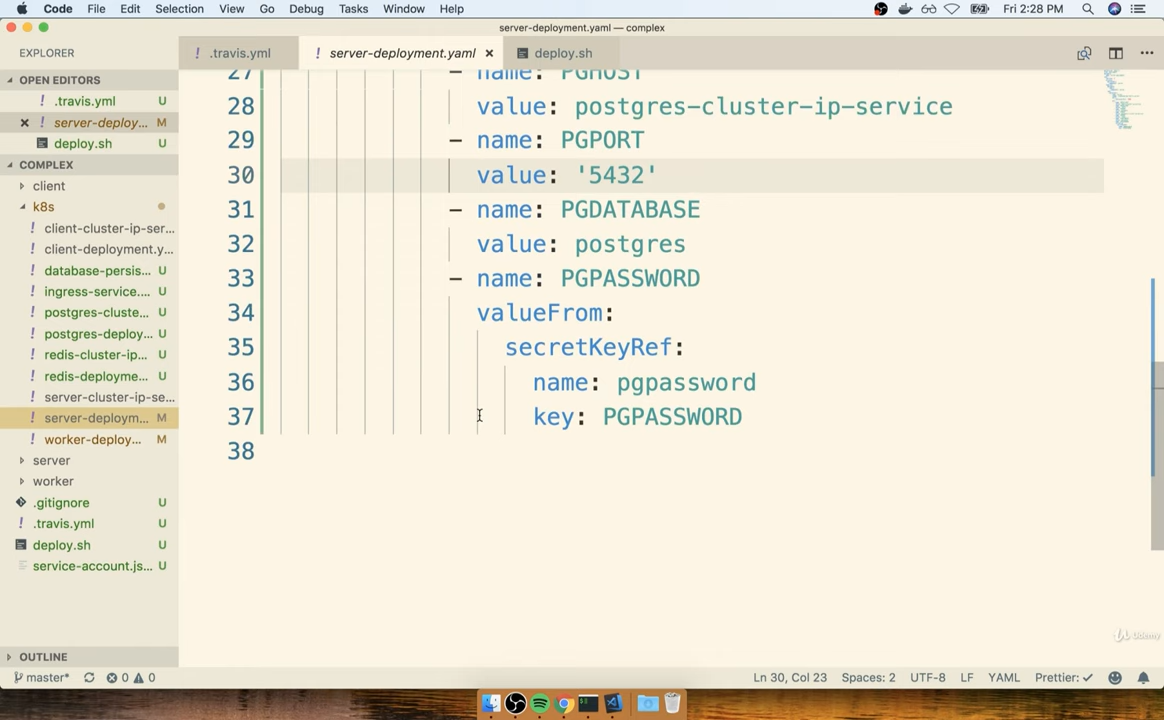 Code File Edit Selection View Go Debug Tasks Window Help Fri 2:28 PM
server-deployment.yaml — complex
EXPLORER
! .travis.yml
! server-deployment.yaml ×
deploy.sh
OPEN EDITORS
! .travis.yml U
× ! server-deploy... M
deploy.sh U
COMPLEX
client
k8s
! client-cluster-ip-ser...
! client-deployment.y...
! database-persis... U
! ingress-service.... U
! postgres-cluste... U
! postgres-deploy... U
! redis-cluster-ip... U
! redis-deployme... U
! server-cluster-ip-se...
! server-deploym... M
! worker-deploy... M
server
worker
.gitignore U
! .travis.yml U
deploy.sh U
service-account.js... U
OUTLINE
27 - name: PGHOST
28 value: postgres-cluster-ip-service
29 - name: PGPORT
30 value: '5432'
31 - name: PGDATABASE
32 value: postgres
33 - name: PGPASSWORD
34 valueFrom:
35 secretKeyRef:
36 name: pgpassword
37 key: PGPASSWORD
38
Udemy
master* 0 0 Ln 30, Col 23 Spaces: 2 UTF-8 LF YAML Prettier: ✓